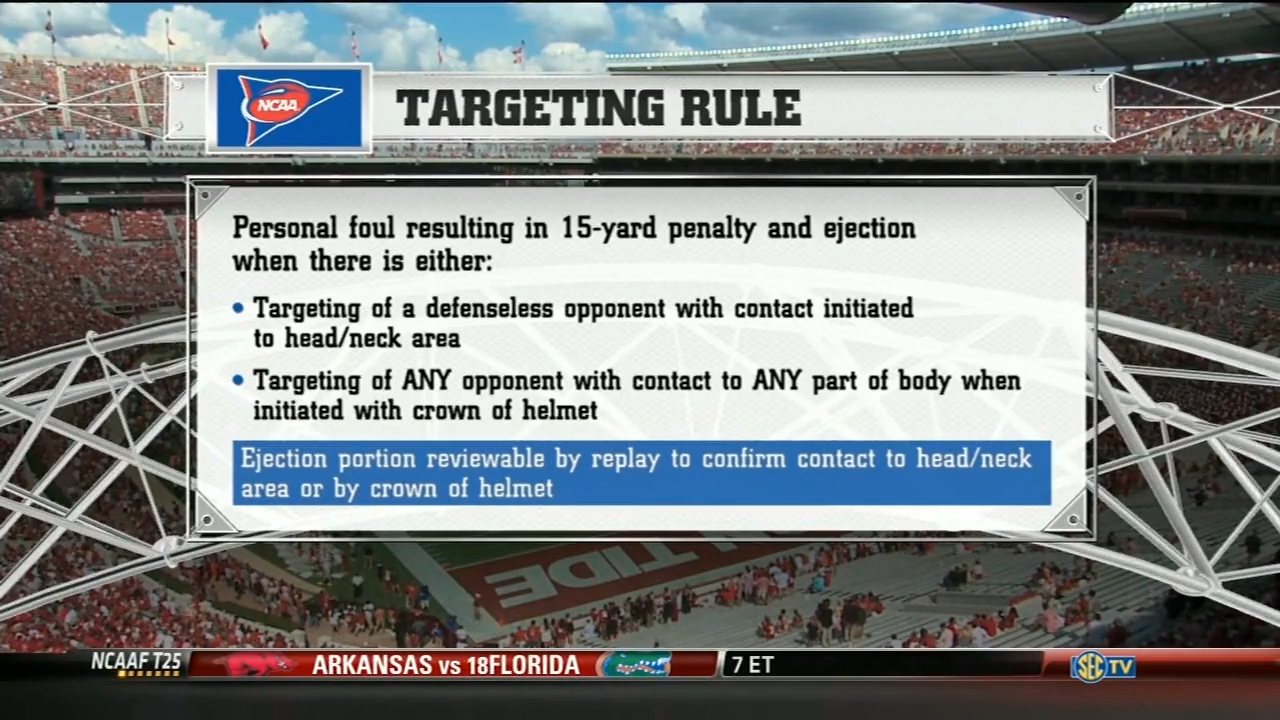 NCAA
TARGETING RULE
Personal foul resulting in 15-yard penalty and ejection
when there is either:
• Targeting of a defenseless opponent with contact initiated
to head/neck area
• Targeting of ANY opponent with contact to ANY part of body when
initiated with crown of helmet
Ejection portion reviewable by replay to confirm contact to head/neck
area or by crown of helmet
TIDE
NCAAF T25 ARKANSAS vs 18FLORIDA 7 ET SEC TV